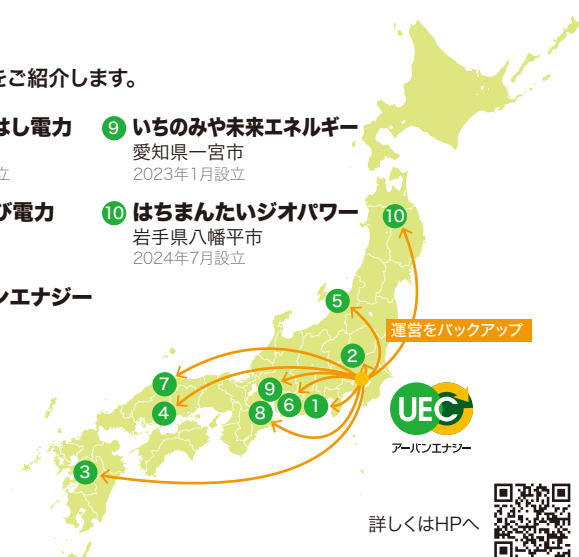 をご紹介します。
はし電力
立
び電力
ンエナジー
9 いちのみや未来エネルギー
愛知県一宮市
2023年1月設立
10 はちまんたいジオパワー
岩手県八幡平市
2024年7月設立
10
5
運営をバックアップ
2
7
9
4
8
6
1
3
UEC
アーバンエナジー
詳しくはHPへ